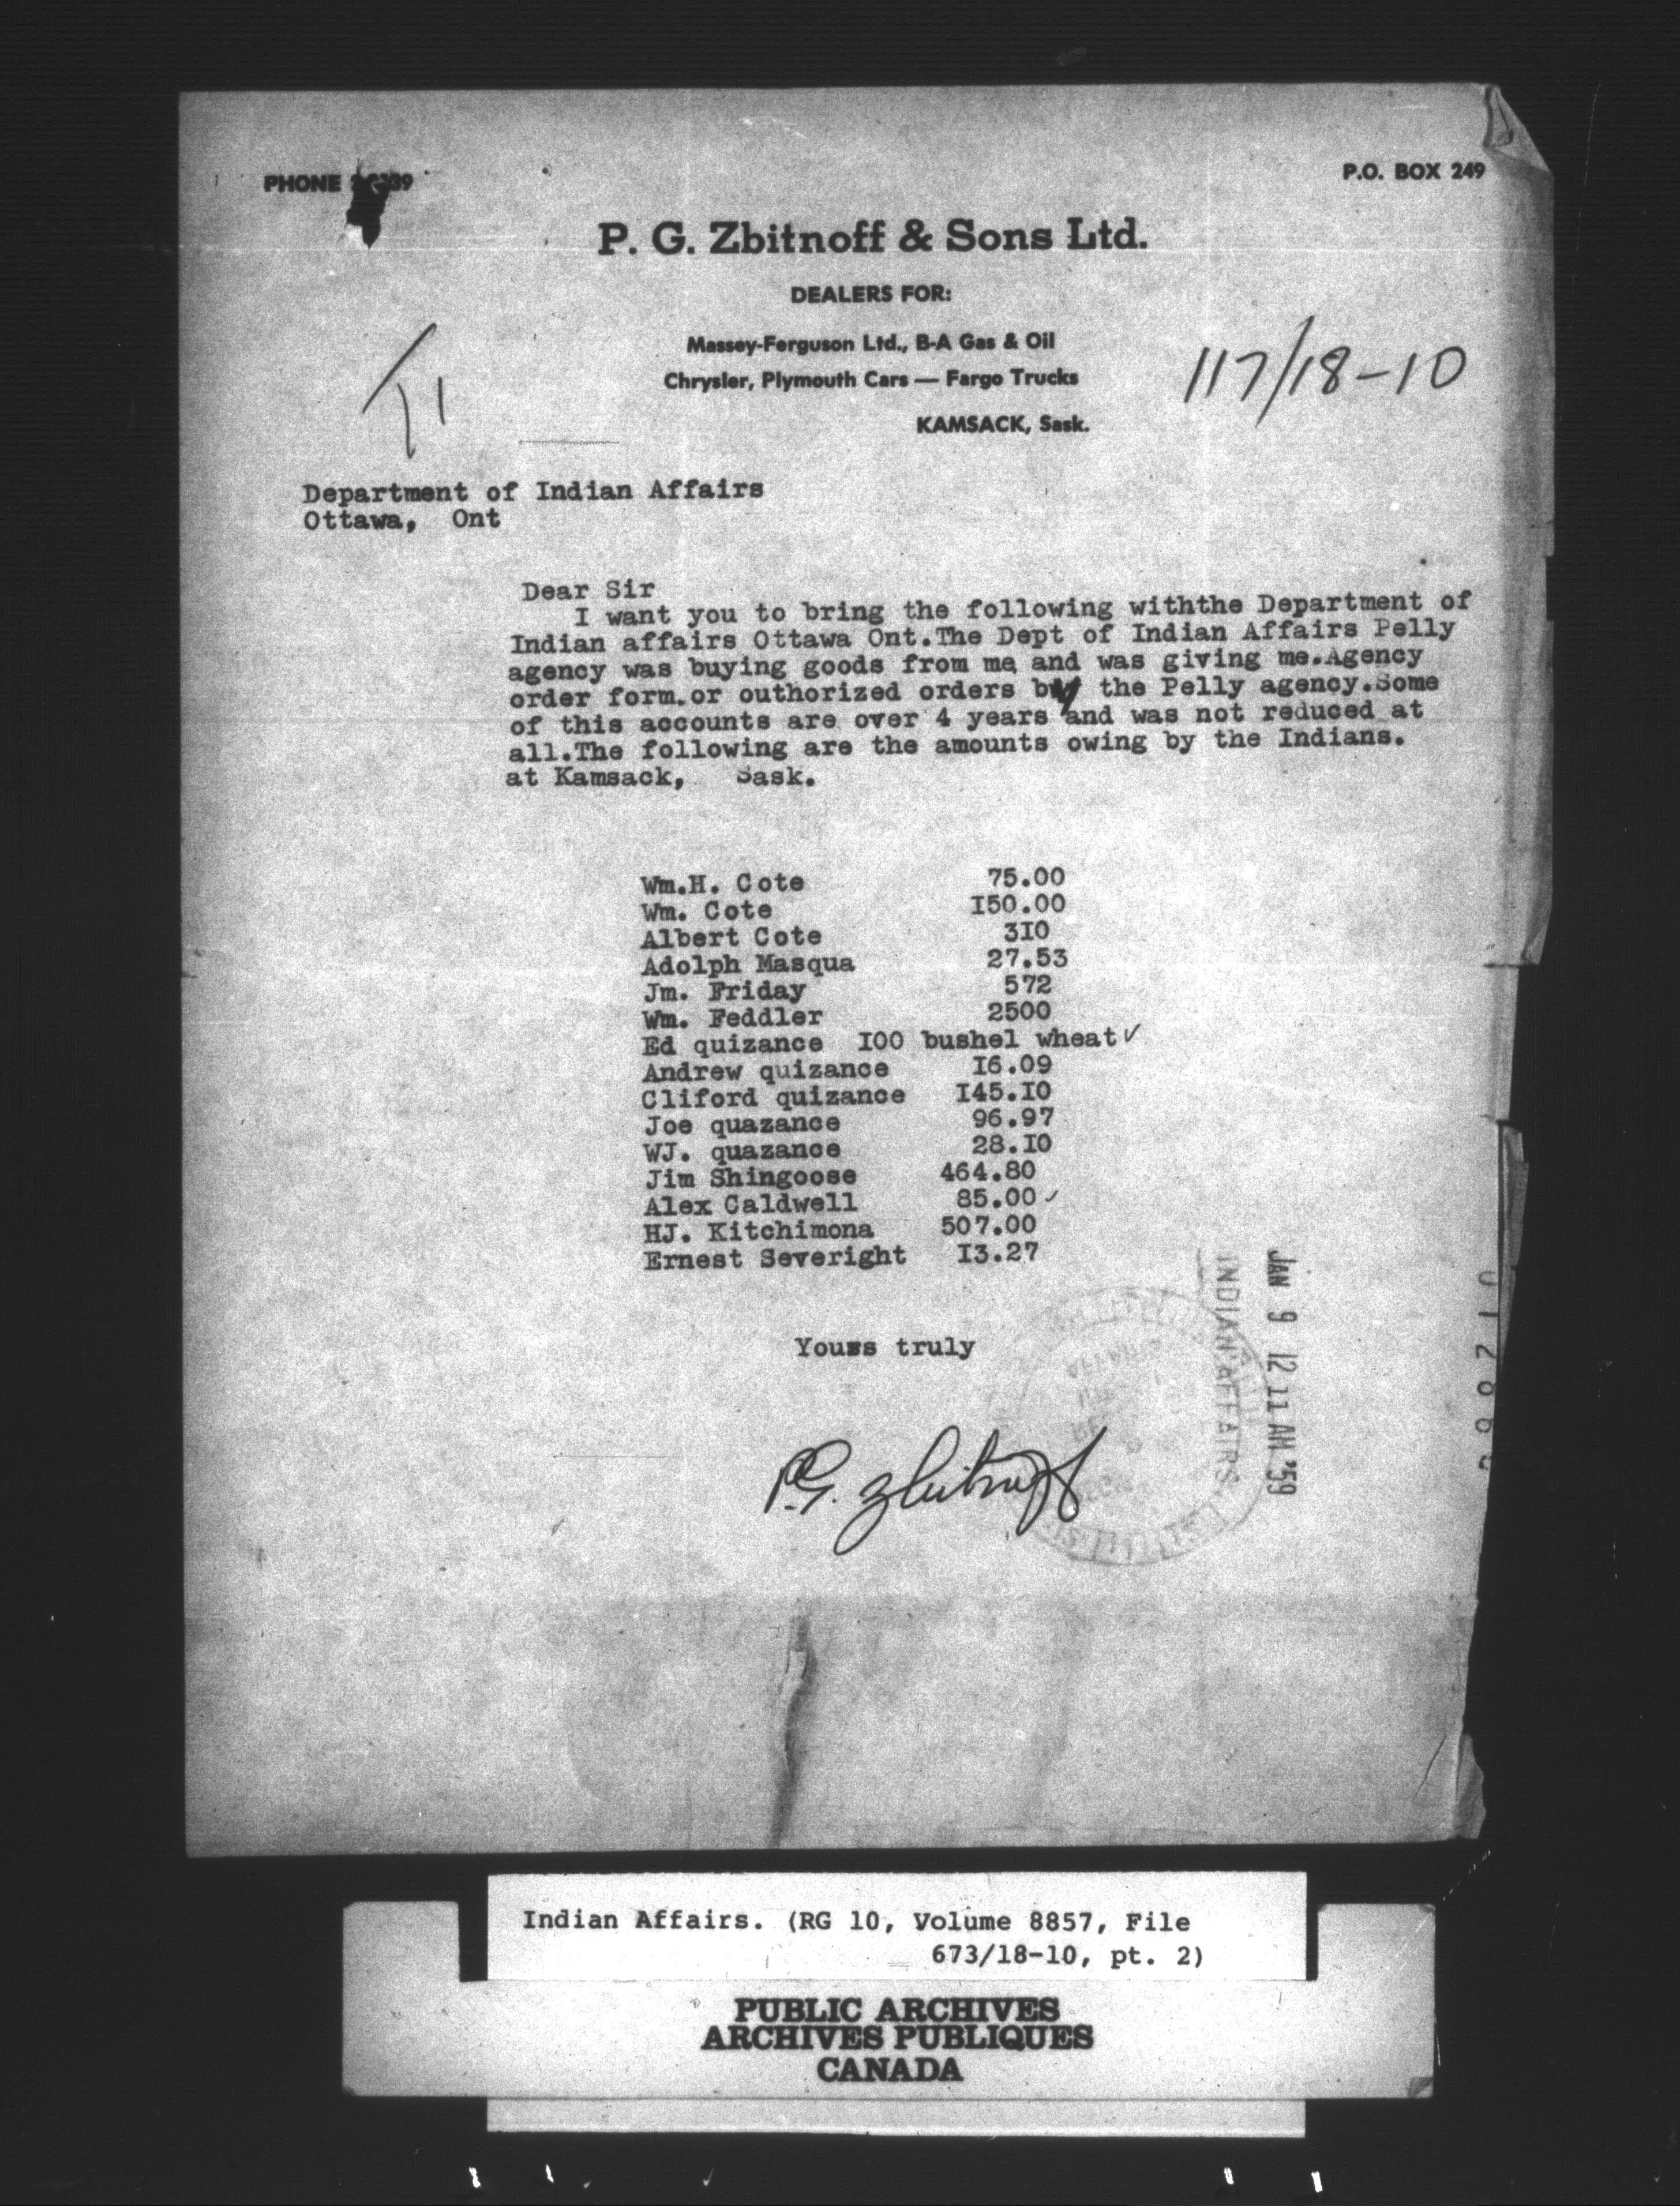 PHONE
P.O. BOX 249
P. G. Zbitnoff & Sons Ltd.
DEALERS FOR:
Massey-Ferguson Ltd., B-A Gas & Oil
Chrysler, Plymouth Cars — Fargo Trucks
KAMSACK, Sask.
117/18-10
Department of Indian Affairs
Ottawa, Ont
Dear Sir
I want you to bring the following withthe Department of
Indian affairs Ottawa Ont.The Dept of Indian Affairs Pelly
agency was buying goods from me and was giving me.Agency
order form.or outhorized orders by the Pelly agency.Some
of this accounts are over 4 years and was not reduced at
all.The following are the amounts owing by the Indians.
at Kamsack, Sask.
Wm.H. Cote 75.00
Wm. Cote I50.00
Albert Cote 3I0
Adolph Masqua 27.53
Jm. Friday 572
Wm. Feddler 2500
Ed quizance I00 bushel wheat ✓
Andrew quizance I6.09
Cliford quizance I45.I0
Joe quazance 96.97
WJ. quazance 28.I0
Jim Shingoose 464.80
Alex Caldwell 85.00 ✓
HJ. Kitchimona 507.00
Ernest Severight I3.27
Youss truly
P.G. Zbitnoff
INDIAN AFFAIRS
JAN 9 12 11 AM '59
Indian Affairs. (RG 10, Volume 8857, File
673/18-10, pt. 2)
PUBLIC ARCHIVES
ARCHIVES PUBLIQUES
CANADA